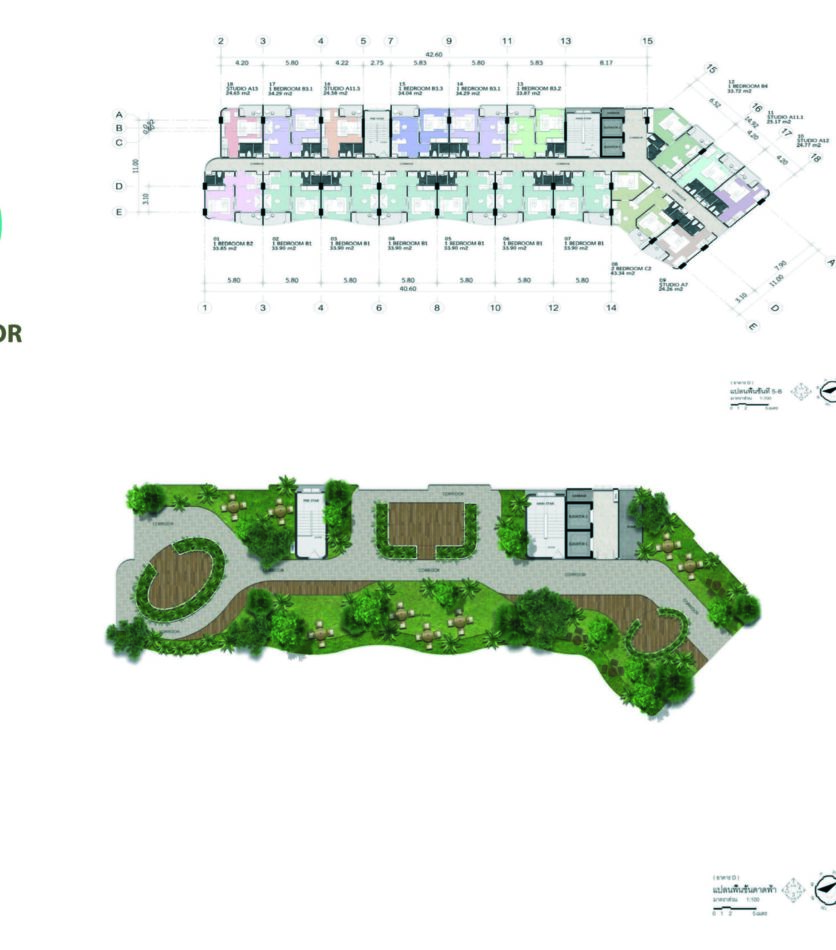 2 3 4 5 7 9 11 13 15
42.60
4.20 5.80 4.22 2.75 5.83 5.80 5.83 8.17
18
STUDIO A13
24.65 m2
17
1 BEDROOM B3.1
34.29 m2
16
STUDIO A11.3
24.58 m2
15
1 BEDROOM B3.3
34.04 m2
14
1 BEDROOM B3.1
34.29 m2
13
1 BEDROOM B3.2
33.87 m2
12
1 BEDROOM B4
33.72 m2
11
STUDIO A11.1
25.17 m2
10
STUDIO A12
24.77 m2
15 16 17 18
6.52 14.92 4.20 4.20
A
B
C
D
E
11.00
3.10
CORRIDOR CORRIDOR CORRIDOR
01
1 BEDROOM B2
33.85 m2
02
1 BEDROOM B1
33.90 m2
03
1 BEDROOM B1
33.90 m2
04
1 BEDROOM B1
33.90 m2
05
1 BEDROOM B1
33.90 m2
06
1 BEDROOM B1
33.90 m2
07
1 BEDROOM B1
33.90 m2
08
2 BEDROOM C2
43.34 m2
09
STUDIO A7
24.26 m2
5.80 5.80 5.80 5.80 5.80 5.80 5.80
40.60
1 3 4 6 8 10 12 14
3.10 11.00 7.90
A
D
E
OR
( อาคาร D )
แปลนพื้นชั้นที่ 5-6
มาตราส่วน
0 1 2 5 เมตร
CORRIDOR
FIRE STAIR
CORRIDOR
MAIN STAIR
CORRIDOR
CORRIDOR
CORRIDOR
CORRIDOR
CORRIDOR
( อาคาร D )
แปลนพื้นชั้นดาดฟ้า
มาตราส่วน 1:100
0 1 2 5 เมตร